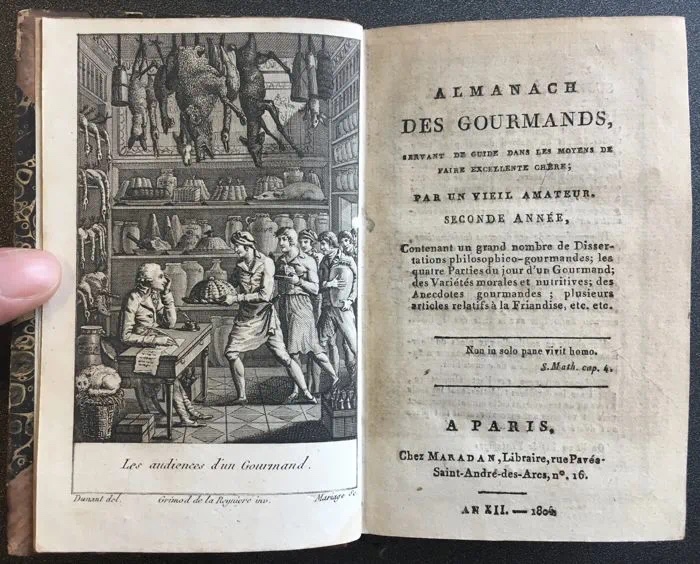 Les audiences d'un Gourmand.
Dunant del. Grimod de la Reyniere inv. Mariage Sc
ALMANACH
DES GOURMANDS,
SERVANT DE GUIDE DANS LES MOYENS DE
FAIRE EXCELLENTE CHÈRE;
PAR UN VIEIL AMATEUR.
SECONDE ANNÉE,
Contenant un grand nombre de Disser-
tations philosophico-gourmandes; les
quatre Parties du jour d'un Gourmand;
des Variétés morales et nutritives; des
Anecdotes gourmandes; plusieurs
articles relatifs à la Friandise, etc. etc.
Non in solo pane vivit homo.
S. Math. cap. 4.
A PARIS,
Chez MARADAN, Libraire, rue Pavée-
Saint-André-des-Arcs, nº. 16.
AN XII. — 1804